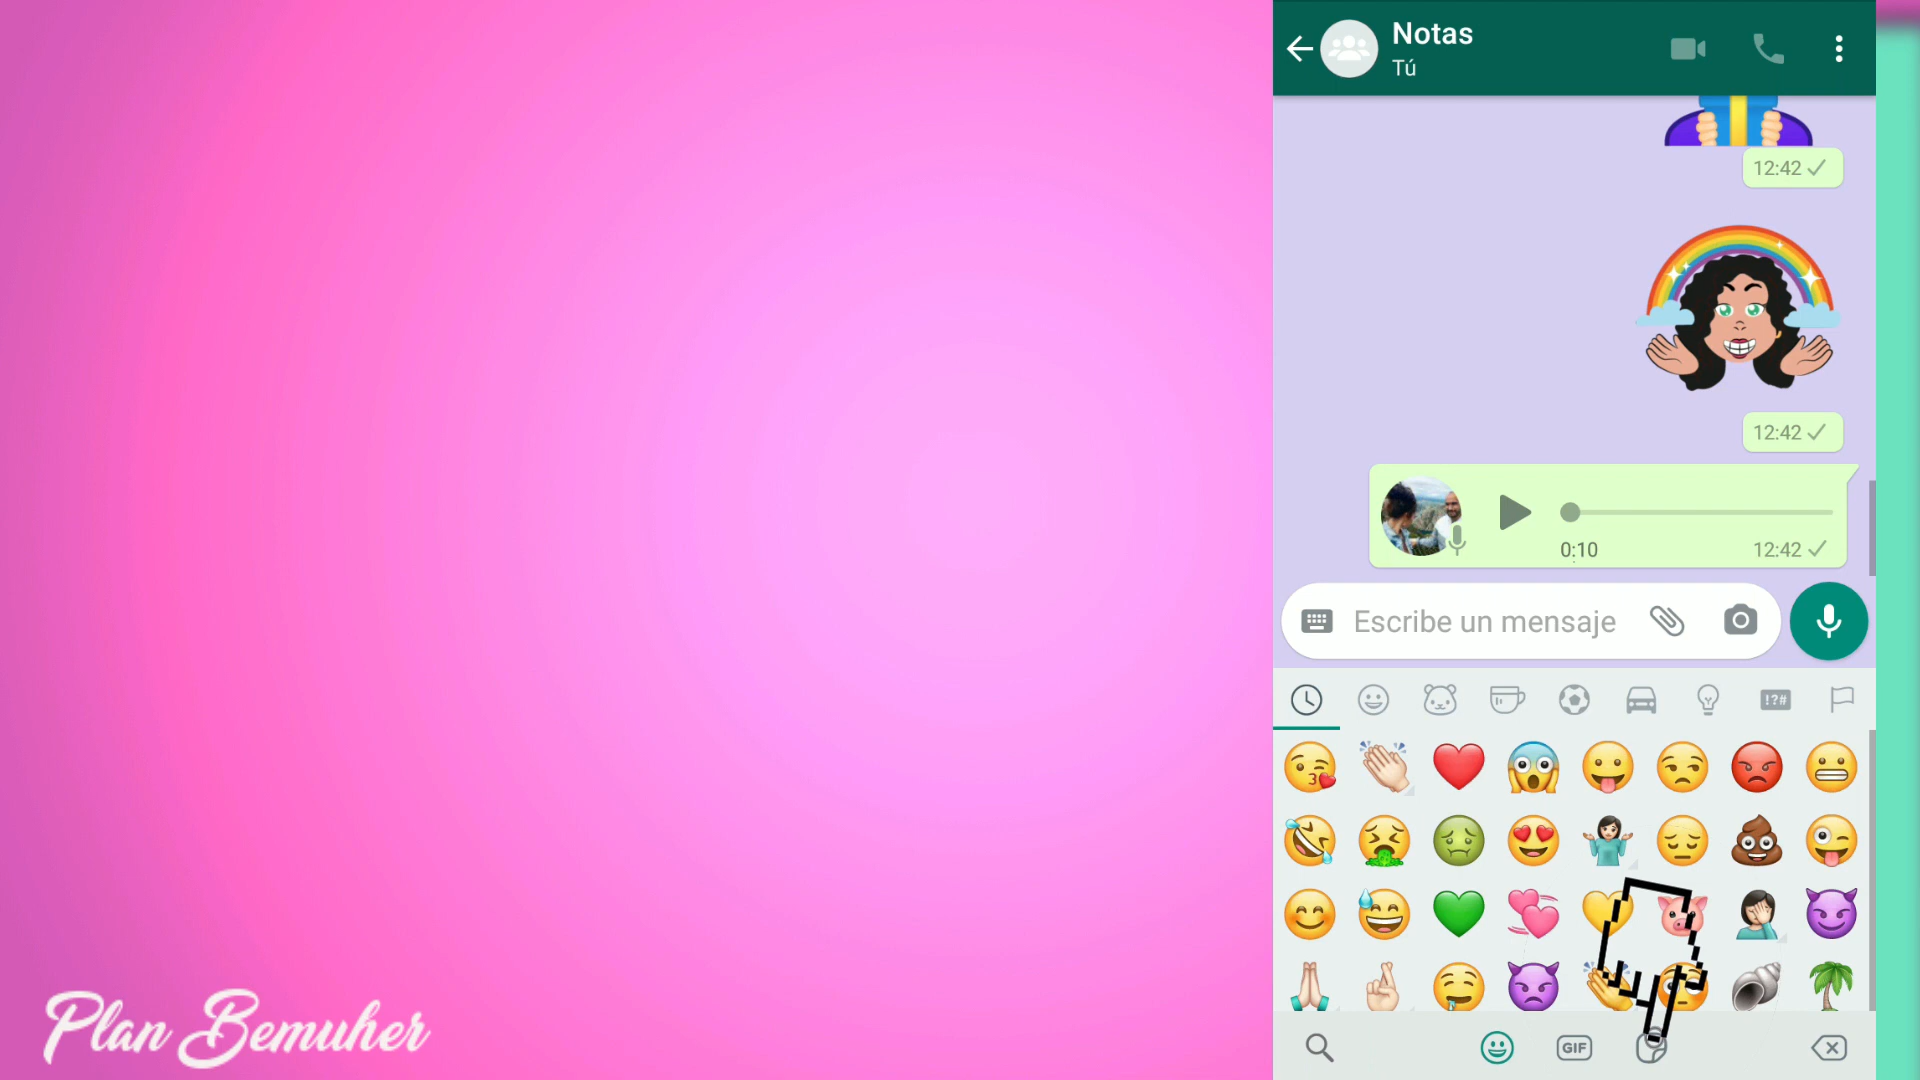 Notas
Tú
12:42
12:42
0:10
12:42
Escribe un mensaje
!?#
GIF
Plan Bemuher